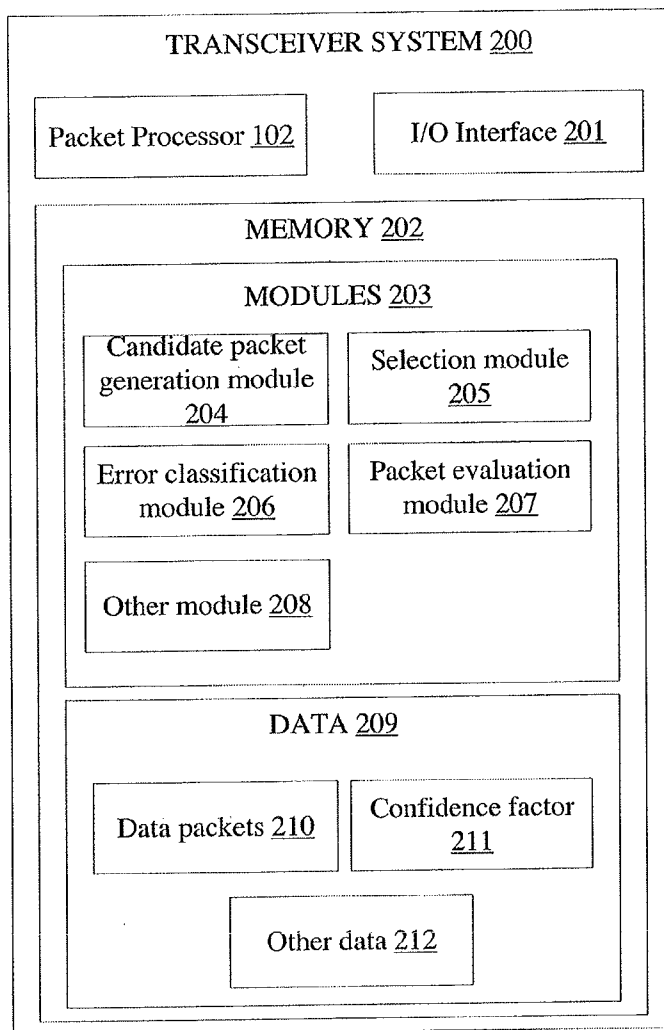 TRANSCEIVER SYSTEM 200
Packet Processor 102
I/O Interface 201
MEMORY 202
MODULES 203
Candidate packet
generation module
204
Selection module
205
Error classification
module 206
Packet evaluation
module 207
Other module 208
DATA 209
Data packets 210
Confidence factor
211
Other data 212